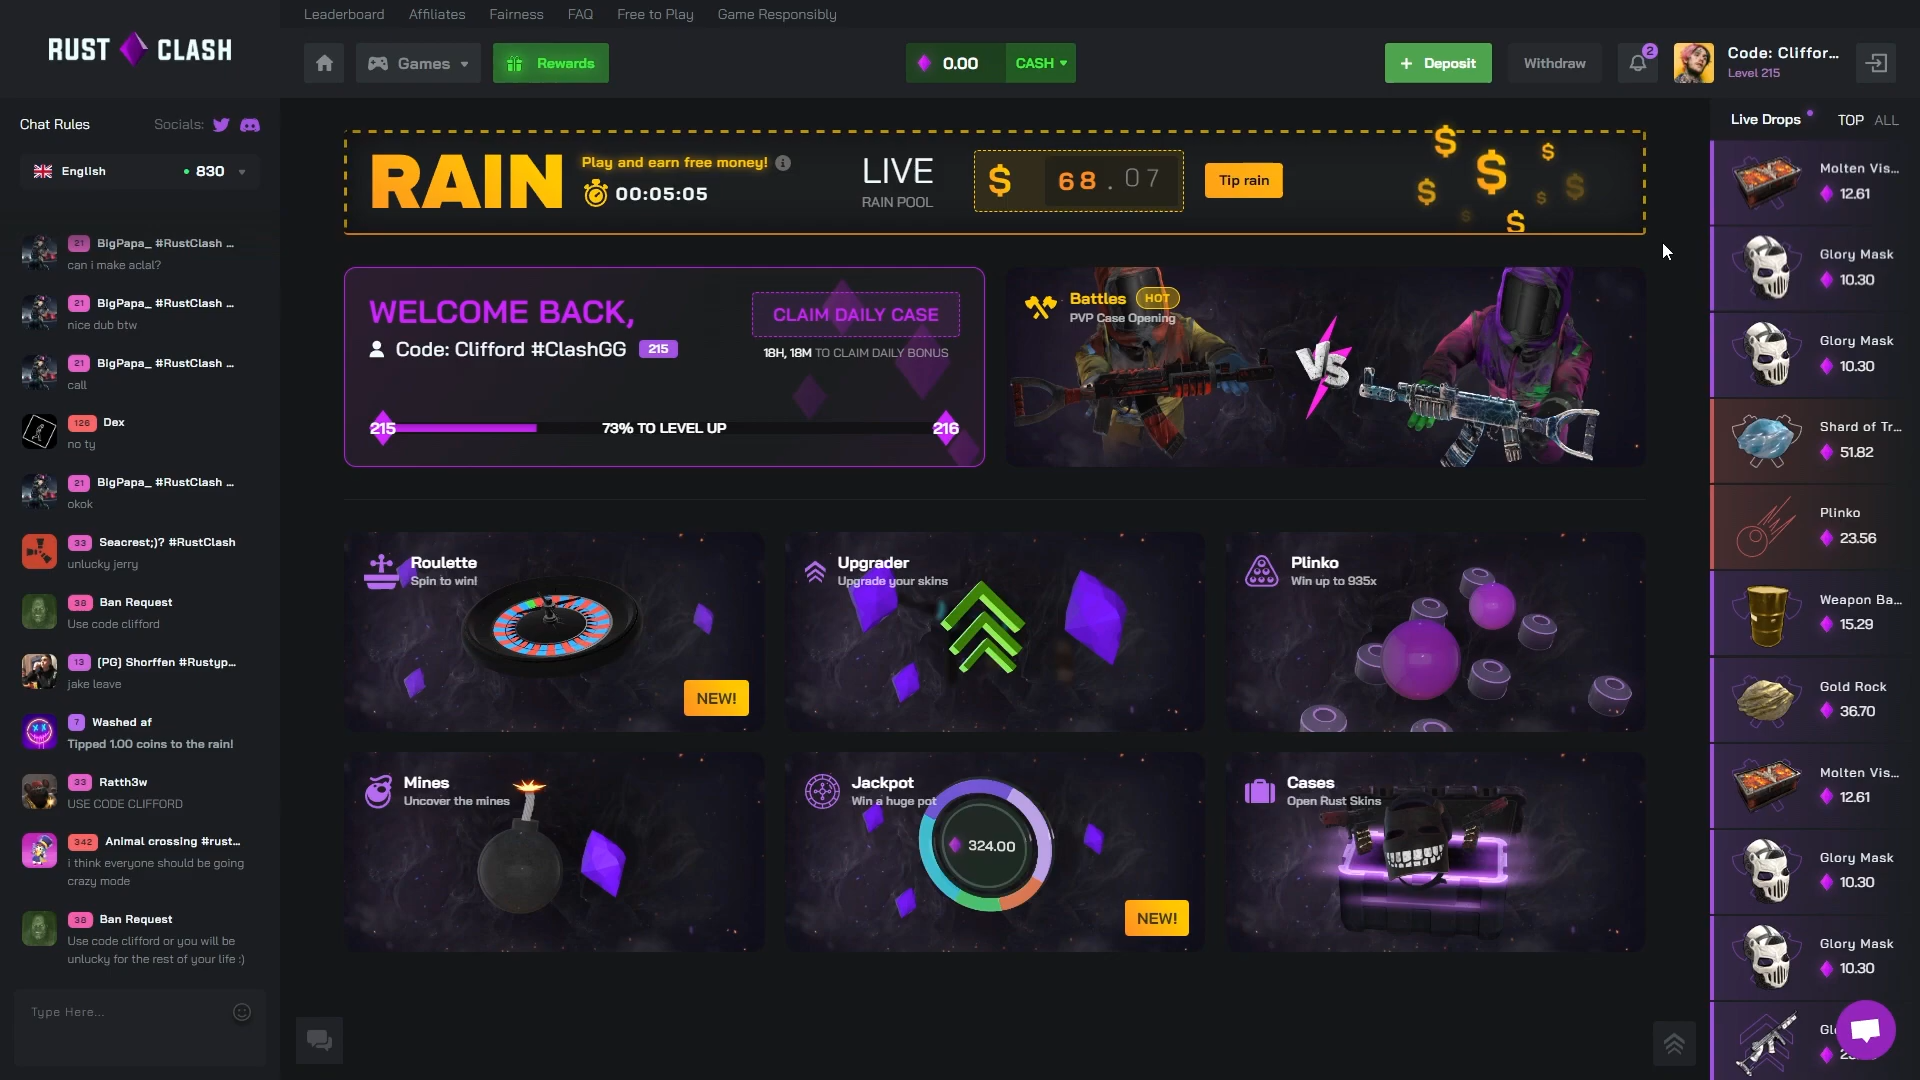 Leaderboard Affiliates Fairness FAQ Free to Play Game Responsibly
RUST CLASH
Games
Rewards
0.00
CASH
+ Deposit
Withdraw
2
Code: Cliffor...
Level 215
Chat Rules
Socials:
English
830
BigPapa_ #RustClash ...
21
can i make aclal?
21 BigPapa_ #RustClash ...
nice dub btw
21 BigPapa_ #RustClash ...
call
126 Dex
no ty
21 BigPapa_ #RustClash ...
okok
33 Seacrest;)? #RustClash
unlucky jerry
38 Ban Request
Use code clifford
13 (PG) Shorffen #Rustyp...
jake leave
7 Washed af
Tipped 1.00 coins to the rain!
33 Ratth3w
USE CODE CLIFFORD
342 Animal crossing #rust...
i think everyone should be going
crazy mode
38 Ban Request
Use code clifford or you will be
unlucky for the rest of your life :)
Type Here...
RAIN
Play and earn free money!
00:05:05
LIVE
RAIN POOL
$ 68.07
Tip rain
WELCOME BACK,
Code: Clifford #ClashGG 215
CLAIM DAILY CASE
18H, 18M TO CLAIM DAILY BONUS
215 73% TO LEVEL UP 216
Battles HOT
PVP Case Opening
VS
Roulette
Spin to win!
NEW!
Upgrader
Upgrade your skins
Plinko
Win up to 935x
Mines
Uncover the mines
Jackpot
Win a huge pot
324.00
NEW!
Cases
Open Rust Skins
Live Drops TOP ALL
Molten Vis...
12.61
Glory Mask
10.30
Glory Mask
10.30
Shard of Tr...
51.82
Plinko
23.56
Weapon Ba...
15.29
Gold Rock
36.70
Molten Vis...
12.61
Glory Mask
10.30
Glory Mask
10.30